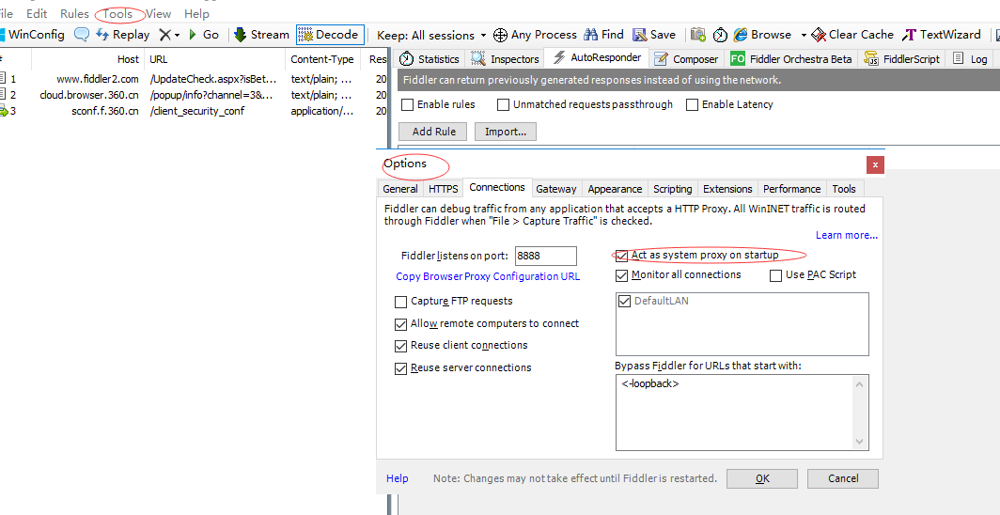 File Edit Rules Tools View Help
WinConfig Replay Go Stream Decode Keep: All sessions Any Process Find Save Browse Clear Cache TextWizard
# Host URL Content-Type Res
Statistics Inspectors AutoResponder Composer FO Fiddler Orchestra Beta JS FiddlerScript Log
1 www.fiddler2.com /UpdateCheck.aspx?isBet... text/plain; ... 20
2 cloud.browser.360.cn /popup/info?channel=3&... text/plain; ... 20
3 sconf.f.360.cn /client_security_conf application/... 20
Fiddler can return previously generated responses instead of using the network.
Enable rules Unmatched requests passthrough Enable Latency
Add Rule Import...
Options x
General HTTPS Connections Gateway Appearance Scripting Extensions Performance Tools
Fiddler can debug traffic from any application that accepts a HTTP Proxy. All WinINET traffic is routed
through Fiddler when "File > Capture Traffic" is checked.
Learn more...
Fiddler listens on port: 8888
Act as system proxy on startup
Copy Browser Proxy Configuration URL
Monitor all connections Use PAC Script
Capture FTP requests
DefaultLAN
Allow remote computers to connect
Reuse client connections
Reuse server connections
Bypass Fiddler for URLs that start with:
<-loopback>
Help Note: Changes may not take effect until Fiddler is restarted. OK Cancel